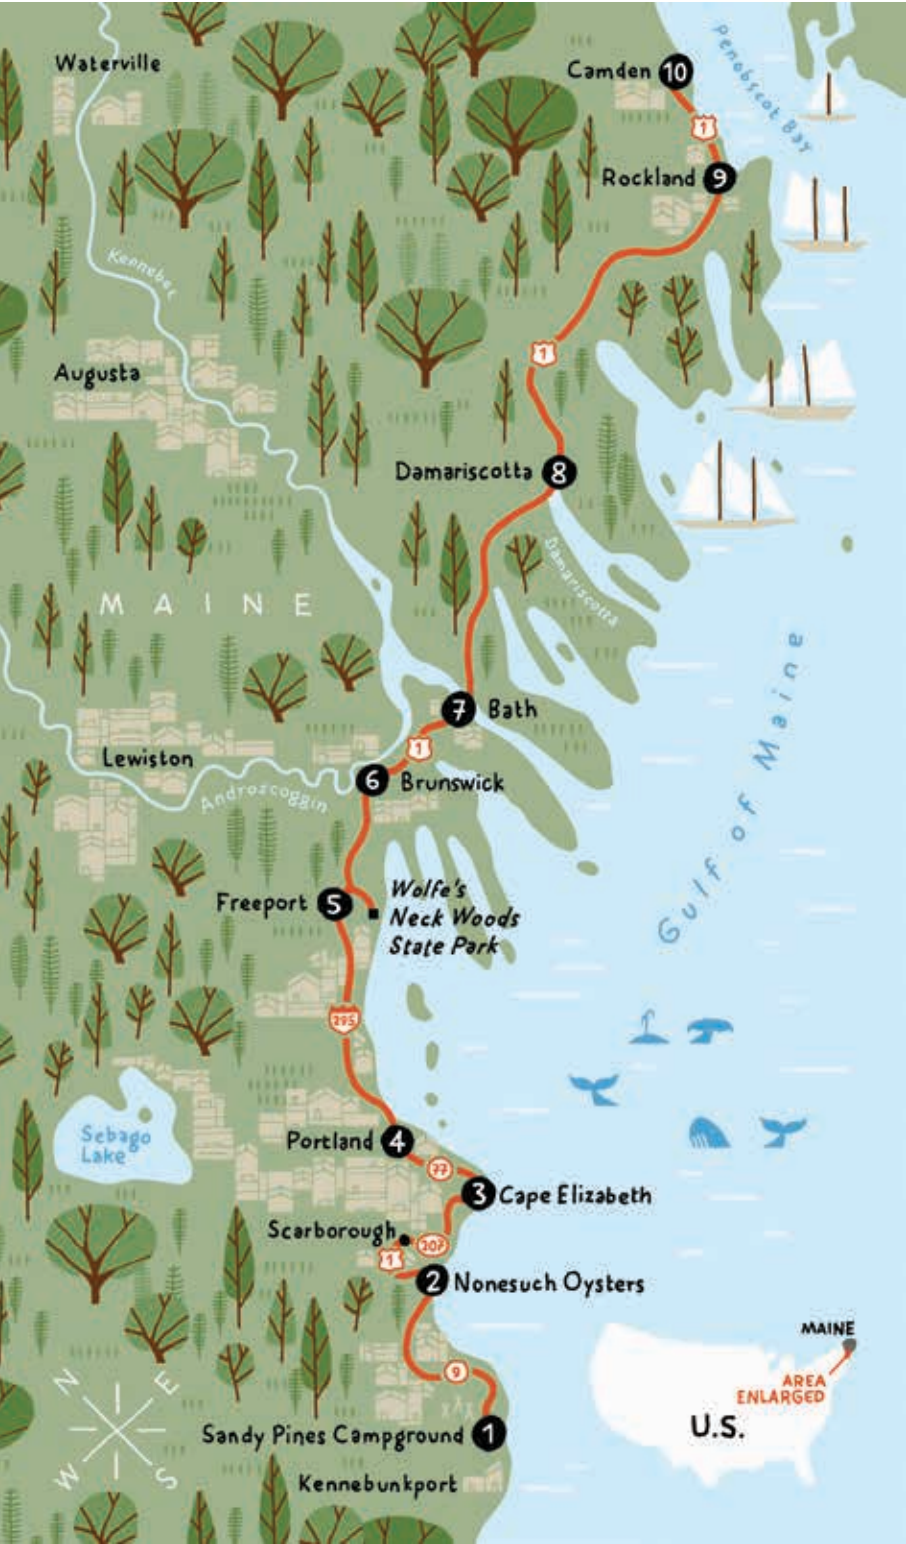 Waterville
Camden 10
Penobscot Bay
1
Rockland 9
Kennebec
1
Augusta
Damariscotta 8
Damariscotta
MAINE
7 Bath
1
Lewiston
6 Brunswick
Androscoggin
Gulf of Maine
Freeport 5
Wolfe's
Neck Woods
State Park
295
Sebago
Lake
Portland 4
77
3 Cape Elizabeth
Scarborough
207
1
2 Nonesuch Oysters
MAINE
AREA
ENLARGED
U.S.
9
N
E
W
S
Sandy Pines Campground 1
Kennebunkport